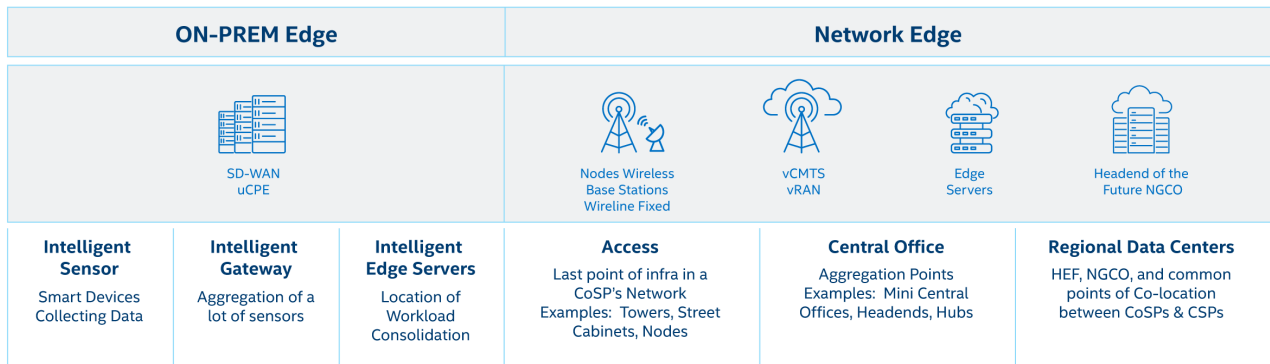 ON-PREM Edge
Network Edge
SD-WAN
uCPE
Nodes Wireless
Base Stations
Wireline Fixed
vCMTS
vRAN
Edge
Servers
Headend of the
Future NGCO
Intelligent
Sensor
Smart Devices
Collecting Data
Intelligent
Gateway
Aggregation of a
lot of sensors
Intelligent
Edge Servers
Location of
Workload
Consolidation
Access
Last point of infra in a
CoSP's Network
Examples: Towers, Street
Cabinets, Nodes
Central Office
Aggregation Points
Examples: Mini Central
Offices, Headends, Hubs
Regional Data Centers
HEF, NGCO, and common
points of Co-location
between CoSPs & CSPs